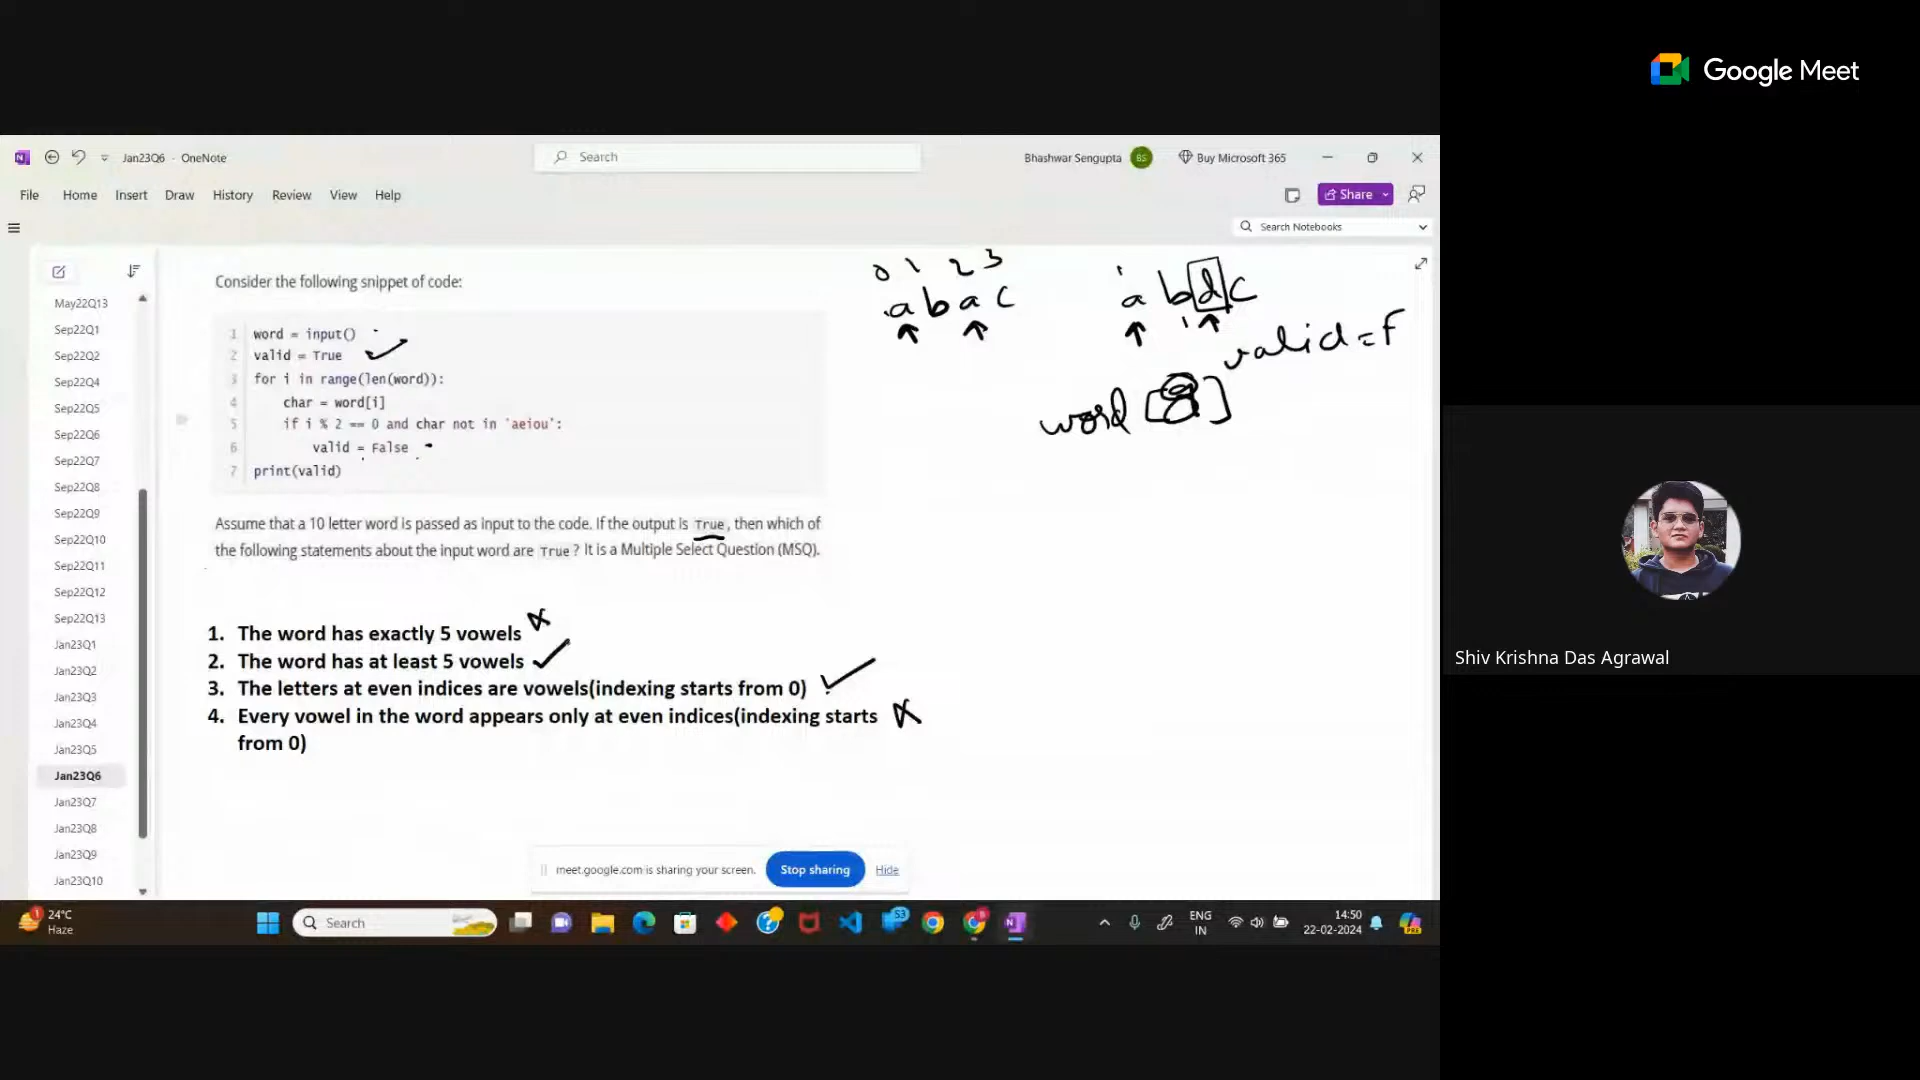 Google Meet
Jan23Q6 - OneNote
Search
Bhashwar Sengupta
BS
Buy Microsoft 365
File Home Insert Draw History Review View Help
Share
Search Notebooks
May22Q13
Sep22Q1
Sep22Q2
Sep22Q4
Sep22Q5
Sep22Q6
Sep22Q7
Sep22Q8
Sep22Q9
Sep22Q10
Sep22Q11
Sep22Q12
Sep22Q13
Jan23Q1
Jan23Q2
Jan23Q3
Jan23Q4
Jan23Q5
Jan23Q6
Jan23Q7
Jan23Q8
Jan23Q9
Jan23Q10
Consider the following snippet of code:
1 word = input()
2 valid = True
3 for i in range(len(word)):
4 char = word[i]
5 if i % 2 == 0 and char not in 'aeiou':
6 valid = False
7 print(valid)
Assume that a 10 letter word is passed as input to the code. If the output is True, then which of
the following statements about the input word are True? It is a Multiple Select Question (MSQ).
1. The word has exactly 5 vowels
2. The word has at least 5 vowels
3. The letters at even indices are vowels(indexing starts from 0)
4. Every vowel in the word appears only at even indices(indexing starts
from 0)
0 1 2 3
a b a c
a b d c
valid = F
word [ ]
meet.google.com is sharing your screen.
Stop sharing
Hide
Shiv Krishna Das Agrawal
1
24°C
Haze
Search
53
ENG
IN
14:50
22-02-2024
PRE